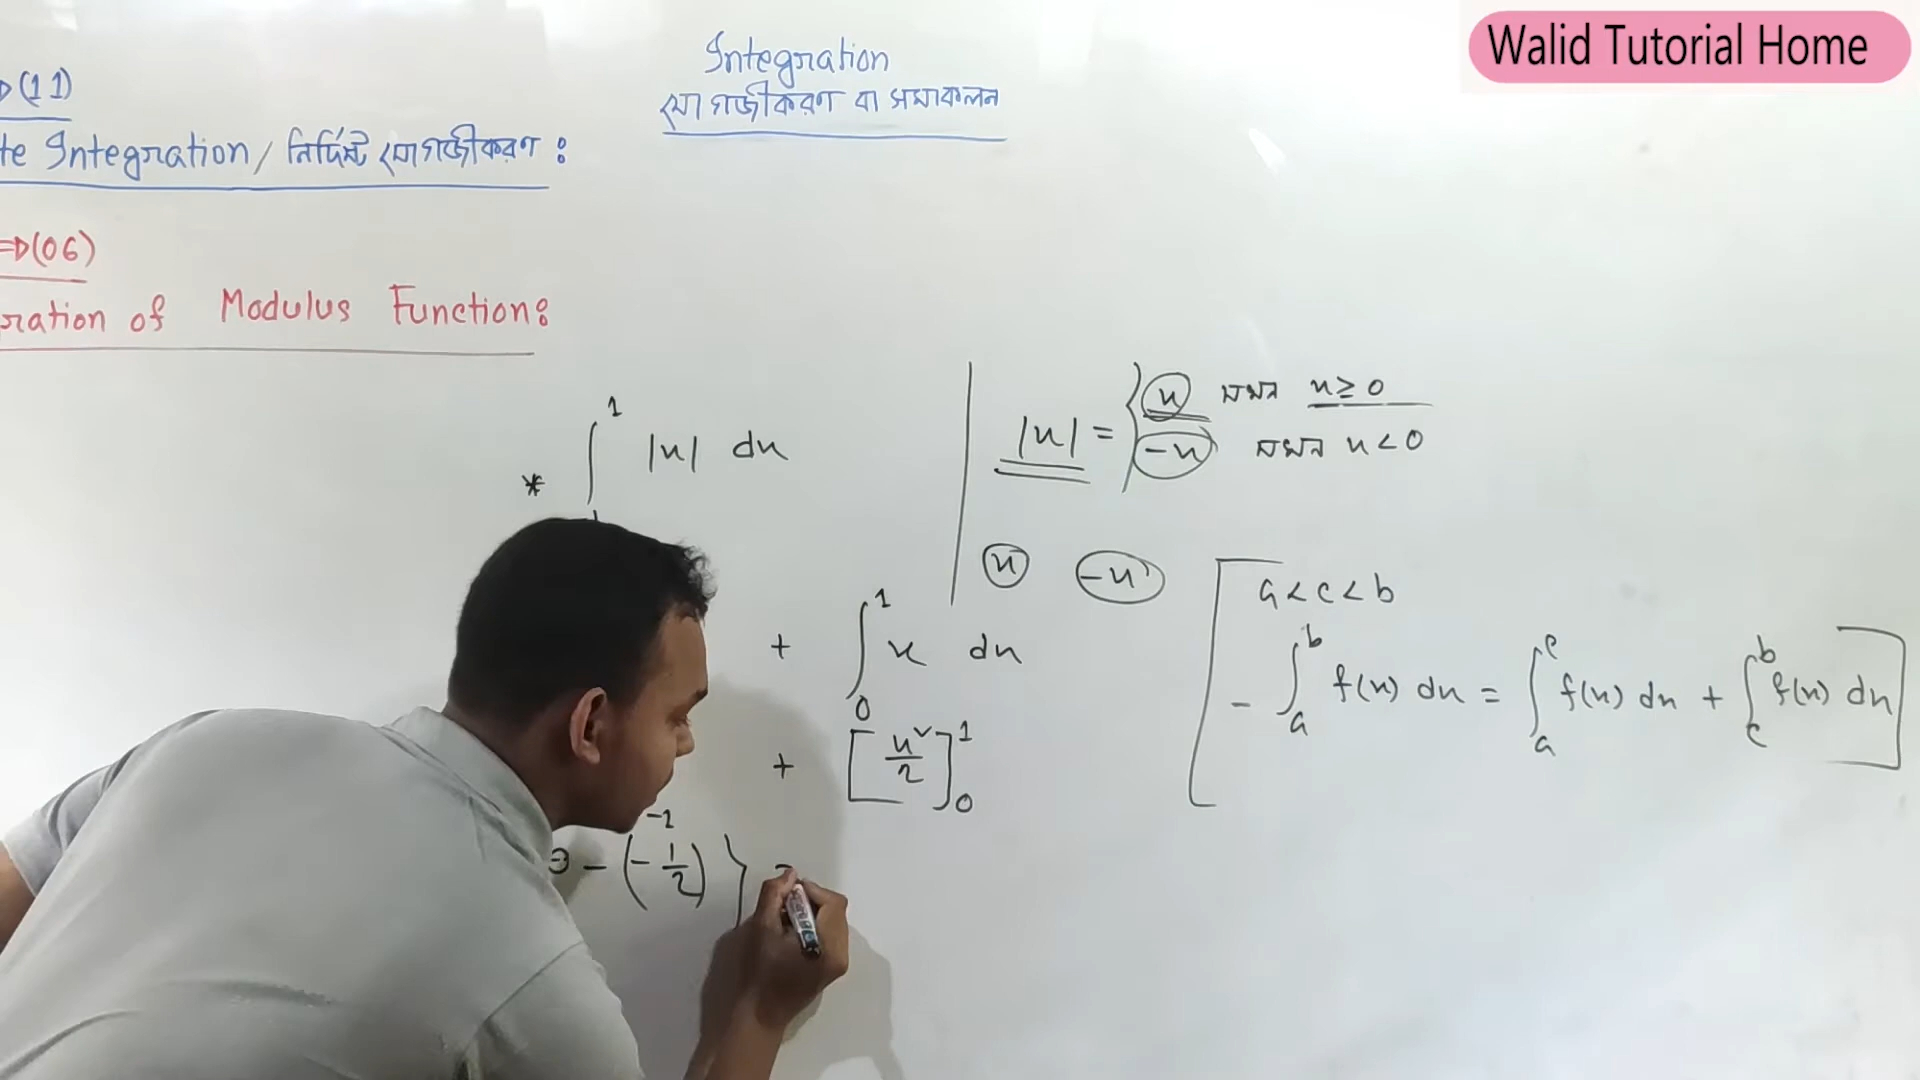 Walid Tutorial Home
Integration
যোগজীকরণ বা সমাকলন
⇒(11)
te Integration/নির্দিষ্ট যোগজীকরণ :
⇒(06)
ration of Modulus Function:
* ∫ 1 |x| dx
|x| = { x যখন x ≥ 0
-x যখন x < 0
x -x
a < c < b
+ ∫₀¹ x dx
- ∫ₐᵇ f(x) dx = ∫ₐᶜ f(x) dx + ∫꜀ᵇ f(x) dx
+ [x²/2]₀¹
- (-1/2) }